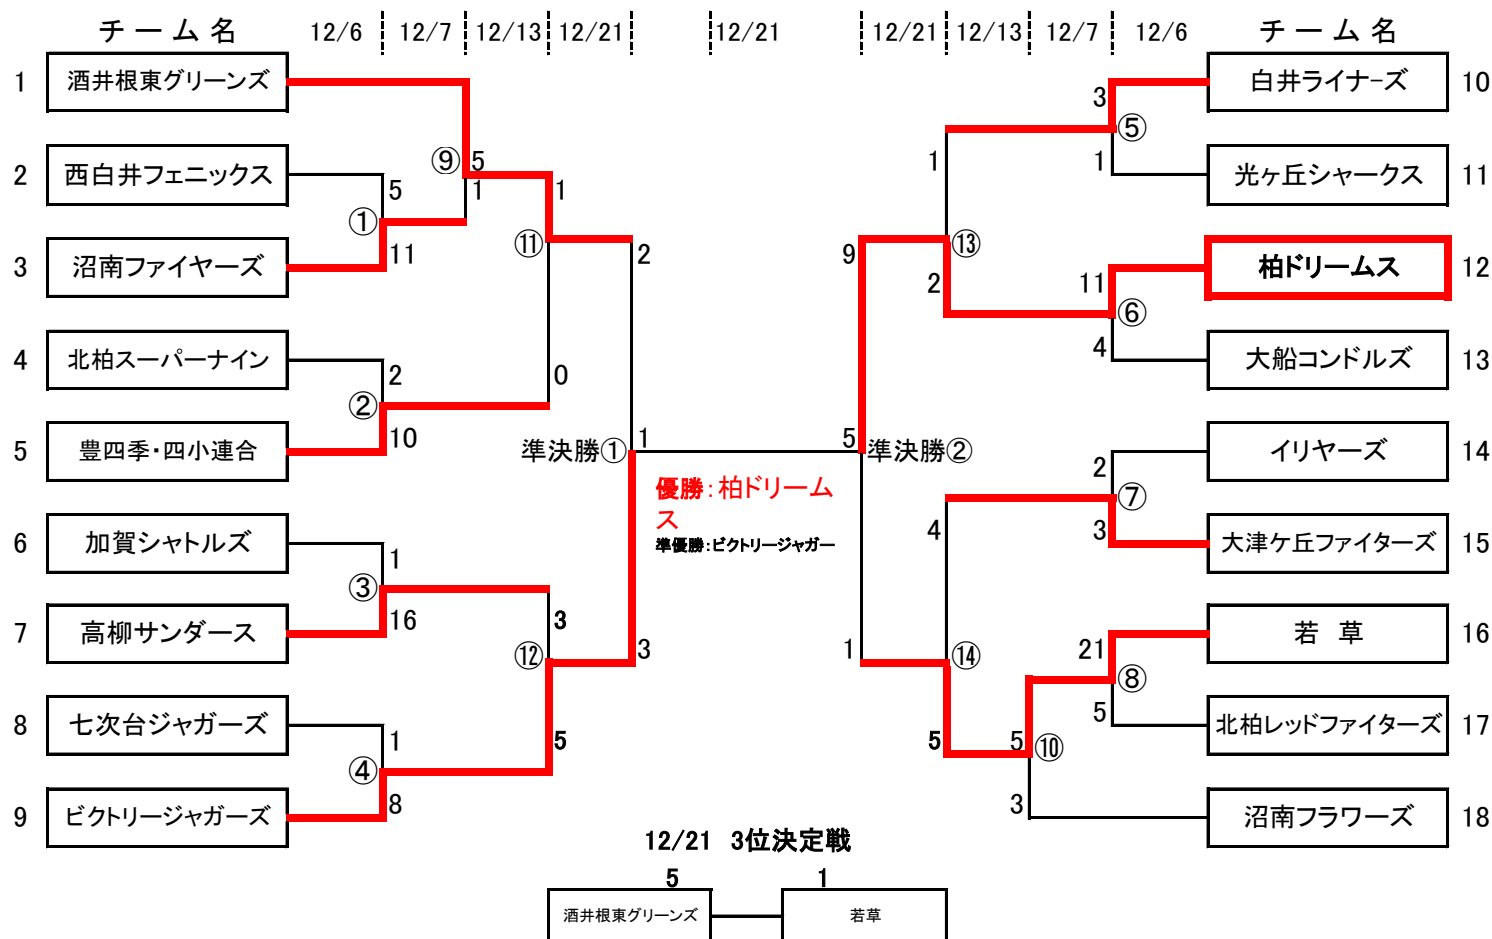 チ ー ム 名 12/6 12/7 12/13 12/21 12/21 12/21 12/13 12/7 12/6 チ ー ム 名
1 酒井根東グリーンズ 白井ライナ-ズ 10
3
⑤
⑨ 5
2 西白井フェニックス 1 1 1 1 光ヶ丘シャークス 11
5
①
⑪ ⑬
11 2 9
3 沼南ファイヤーズ 2 11 柏ドリームス 12
⑥
4 北柏スーパーナイン 2 0 4 大船コンドルズ 13
②
10 1 5
5 豊四季・四小連合 準決勝① 準決勝② 2 イリヤーズ 14
優勝：柏ドリーム
ス
⑦
準優勝：ビクトリージャガー
6 加賀シャトルズ 1 4 3 大津ケ丘ファイターズ 15
③
16 3
7 高柳サンダース 3 1 21 若 草 16
⑫ ⑭
⑧
8 七次台ジャガーズ 1 5 5 5 ⑩ 5 北柏レッドファイターズ 17
④
8 3
9 ビクトリージャガーズ 沼南フラワーズ 18
12/21 3位決定戦
5 1
酒井根東グリーンズ 若草